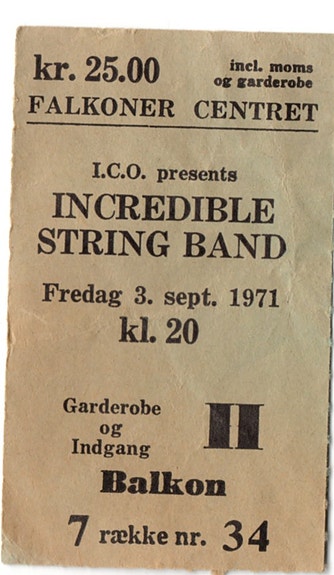 kr. 25.00 incl. moms
og garderobe
FALKONER CENTRET
I.C.O. presents
INCREDIBLE
STRING BAND
Fredag 3. sept. 1971
kl. 20
Garderobe
og
Indgang
II
Balkon
7 række nr. 34